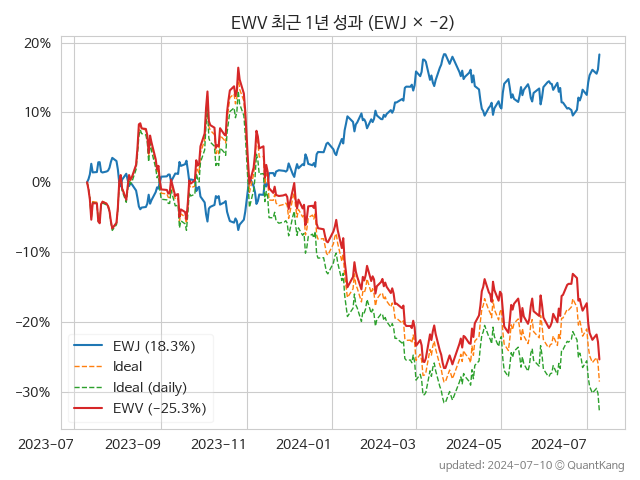 EWV 최근 1년 성과 (EWJ × −2)
20%
10%
0%
−10%
−20%
−30%
EWJ (18.3%)
Ideal
Ideal (daily)
EWV (−25.3%)
2023-07 2023-09 2023-11 2024-01 2024-03 2024-05 2024-07
updated: 2024-07-10 ⓒ QuantKang